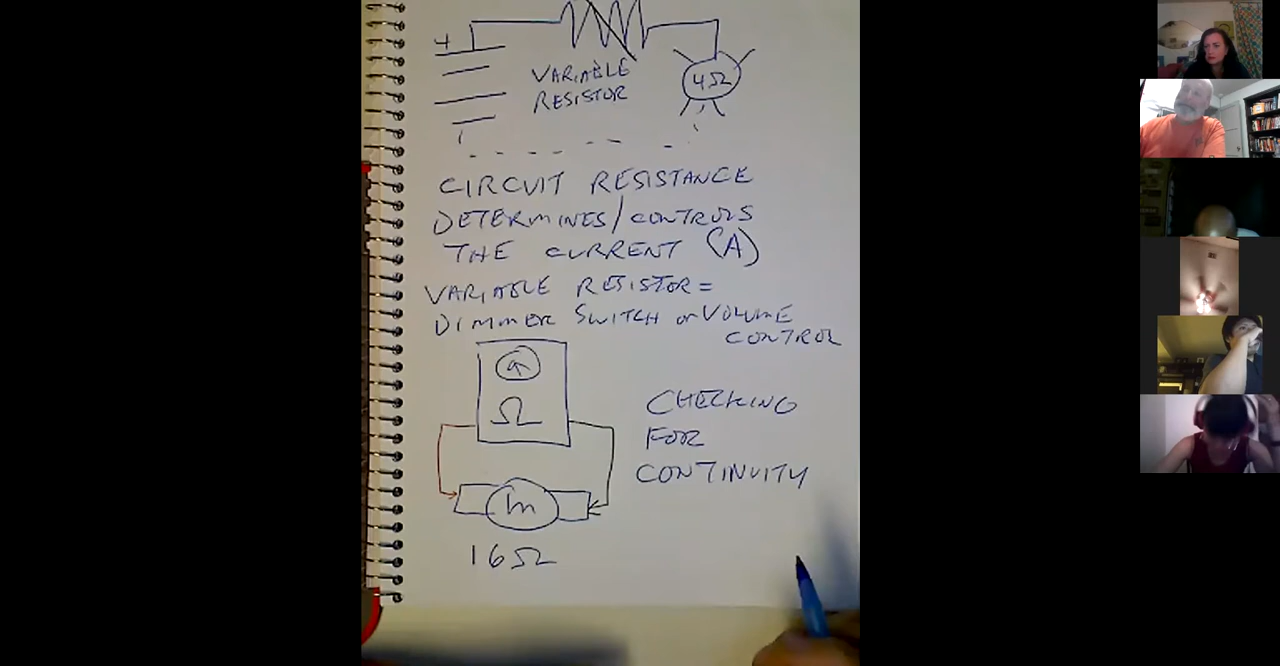 +
4Ω
VARIABLE
RESISTOR
CIRCUIT RESISTANCE
DETERMINES/CONTROLS
THE CURRENT (A)
VARIABLE RESISTOR =
DIMMER SWITCH or VOLUME
CONTROL
Ω
CHECKING
FOR
CONTINUITY
m
16Ω